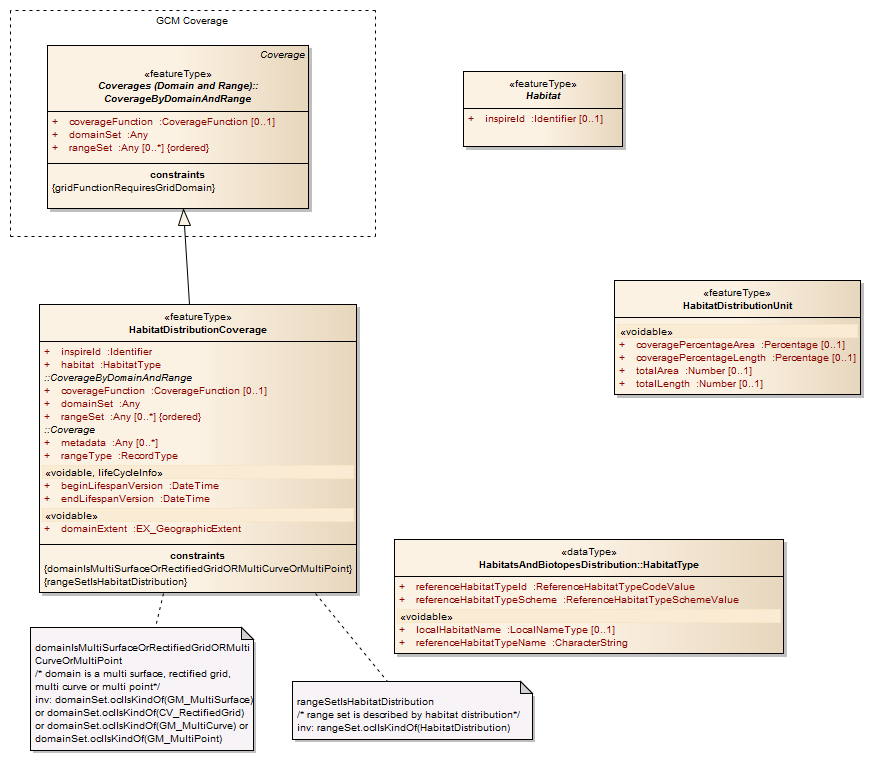 GCM Coverage
Coverage
«featureType»
Coverages (Domain and Range)::
CoverageByDomainAndRange
+ coverageFunction :CoverageFunction [0..1]
+ domainSet :Any
+ rangeSet :Any [0..*] {ordered}
constraints
{gridFunctionRequiresGridDomain}
«featureType»
Habitat
+ inspireId :Identifier [0..1]
«featureType»
HabitatDistributionUnit
«voidable»
+ coveragePercentageArea :Percentage [0..1]
+ coveragePercentageLength :Percentage [0..1]
+ totalArea :Number [0..1]
+ totalLength :Number [0..1]
«featureType»
HabitatDistributionCoverage
+ inspireId :Identifier
+ habitat :HabitatType
::CoverageByDomainAndRange
+ coverageFunction :CoverageFunction [0..1]
+ domainSet :Any
+ rangeSet :Any [0..*] {ordered}
::Coverage
+ metadata :Any [0..*]
+ rangeType :RecordType
«voidable, lifeCycleInfo»
+ beginLifespanVersion :DateTime
+ endLifespanVersion :DateTime
«voidable»
+ domainExtent :EX_GeographicExtent
constraints
{domainIsMultiSurfaceOrRectifiedGridORMultiCurveOrMultiPoint}
{rangeSetIsHabitatDistribution}
«dataType»
HabitatsAndBiotopesDistribution::HabitatType
+ referenceHabitatTypeId :ReferenceHabitatTypeCodeValue
+ referenceHabitatTypeScheme :ReferenceHabitatTypeSchemeValue
«voidable»
+ localHabitatName :LocalNameType [0..1]
+ referenceHabitatTypeName :CharacterString
domainIsMultiSurfaceOrRectifiedGridORMulti
CurveOrMultiPoint
/* domain is a multi surface, rectified grid,
multi curve or multi point*/
inv: domainSet.oclIsKindOf(GM_MultiSurface)
or domainSet.oclIsKindOf(CV_RectifiedGrid)
or domainSet.oclIsKindOf(GM_MultiCurve) or
domainSet.oclIsKindOf(GM_MultiPoint)
rangeSetIsHabitatDistribution
/* range set is described by habitat distribution*/
inv: rangeSet.oclIsKindOf(HabitatDistribution)